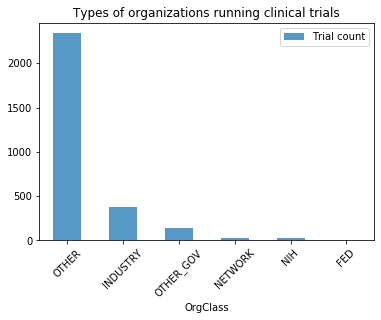 Types of organizations running clinical trials
Trial count
2000
1500
1000
500
0
OTHER
INDUSTRY
OTHER_GOV
NETWORK
NIH
FED
OrgClass